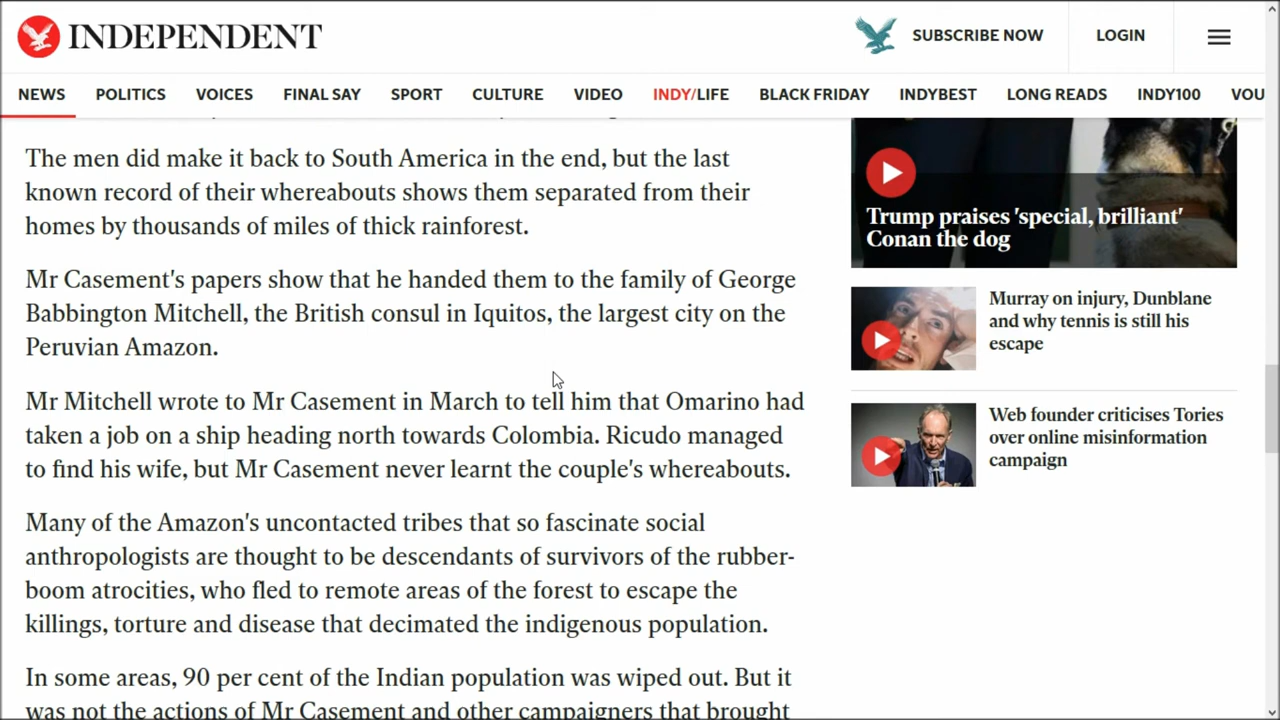 INDEPENDENT
SUBSCRIBE NOW
LOGIN
NEWS POLITICS VOICES FINAL SAY SPORT CULTURE VIDEO INDY/LIFE BLACK FRIDAY INDYBEST LONG READS INDY100 VOU
The men did make it back to South America in the end, but the last
known record of their whereabouts shows them separated from their
homes by thousands of miles of thick rainforest.
Mr Casement's papers show that he handed them to the family of George
Babbington Mitchell, the British consul in Iquitos, the largest city on the
Peruvian Amazon.
Mr Mitchell wrote to Mr Casement in March to tell him that Omarino had
taken a job on a ship heading north towards Colombia. Ricudo managed
to find his wife, but Mr Casement never learnt the couple's whereabouts.
Many of the Amazon's uncontacted tribes that so fascinate social
anthropologists are thought to be descendants of survivors of the rubber-
boom atrocities, who fled to remote areas of the forest to escape the
killings, torture and disease that decimated the indigenous population.
In some areas, 90 per cent of the Indian population was wiped out. But it
was not the actions of Mr Casement and other campaigners that brought
Trump praises 'special, brilliant'
Conan the dog
Murray on injury, Dunblane
and why tennis is still his
escape
Web founder criticises Tories
over online misinformation
campaign